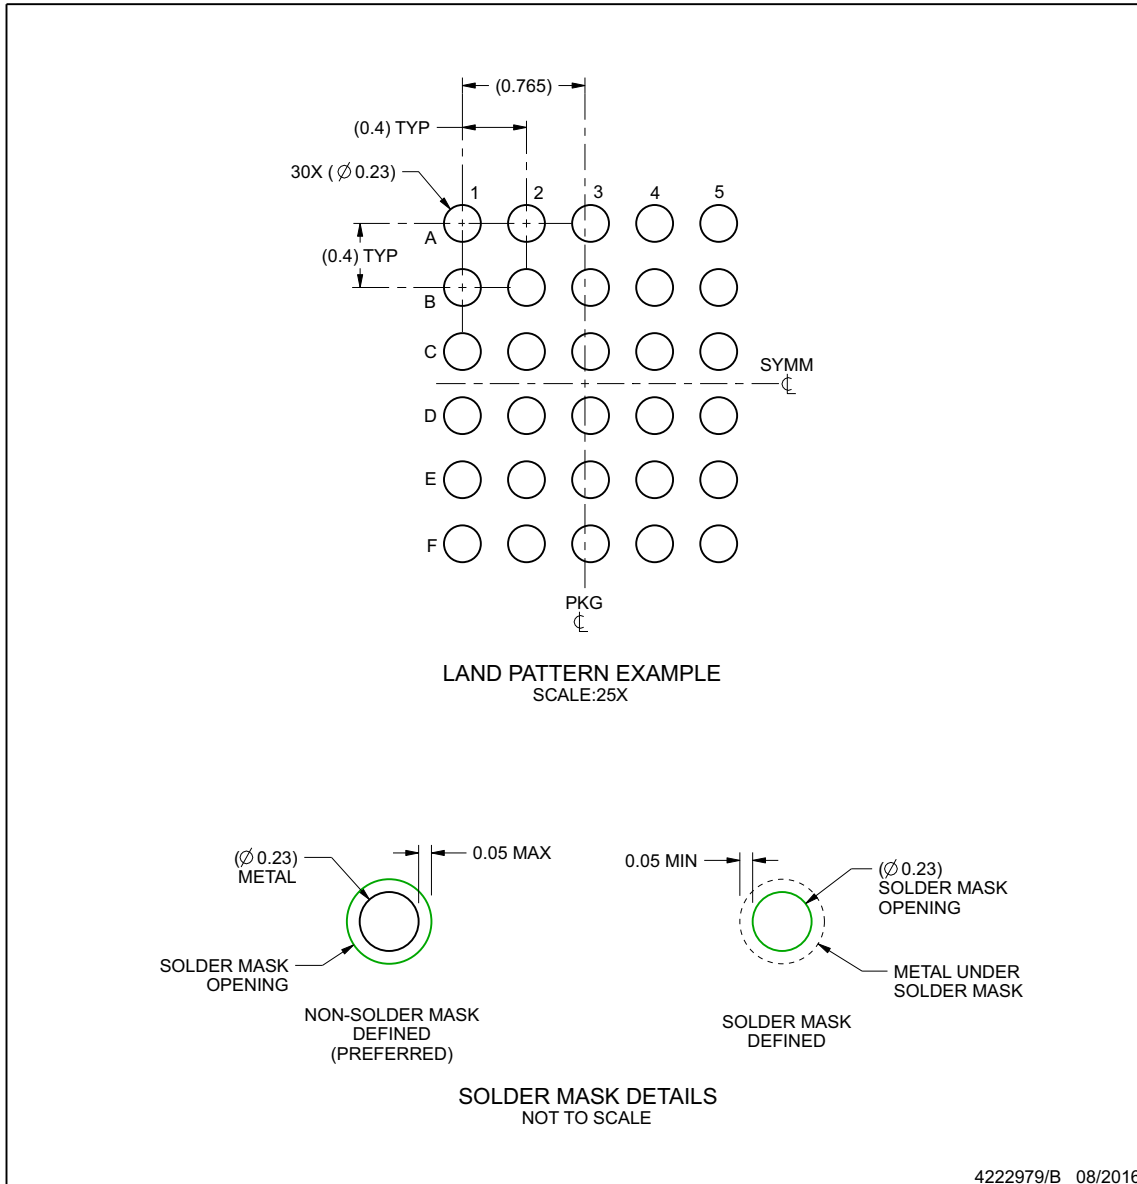 (0.765)
(0.4) TYP
30X ( Ø 0.23)
1 2 3 4 5
A
(0.4) TYP
B
C
SYMM
℄
D
E
F
PKG
℄
LAND PATTERN EXAMPLE
SCALE:25X
(Ø 0.23)
METAL
0.05 MAX
SOLDER MASK
OPENING
NON-SOLDER MASK
DEFINED
(PREFERRED)
0.05 MIN
(Ø 0.23)
SOLDER MASK
OPENING
METAL UNDER
SOLDER MASK
SOLDER MASK
DEFINED
SOLDER MASK DETAILS
NOT TO SCALE
4222979/B 08/2016